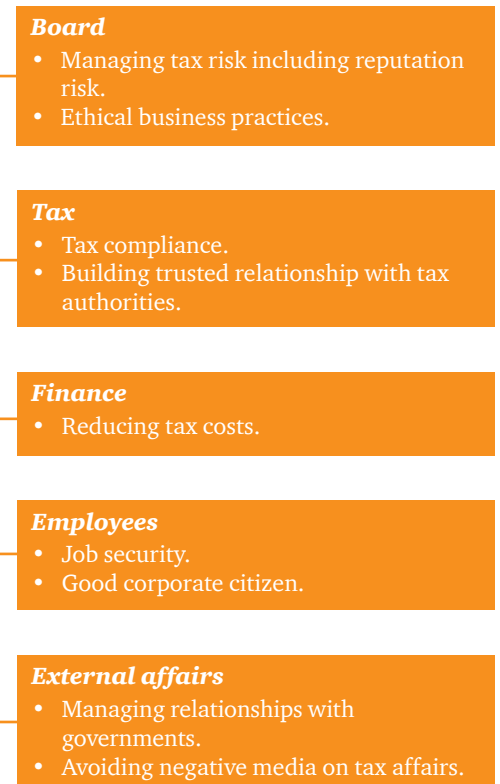 Board
• Managing tax risk including reputation
risk.
• Ethical business practices.
Tax
• Tax compliance.
• Building trusted relationship with tax
authorities.
Finance
• Reducing tax costs.
Employees
• Job security.
• Good corporate citizen.
External affairs
• Managing relationships with
governments.
• Avoiding negative media on tax affairs.